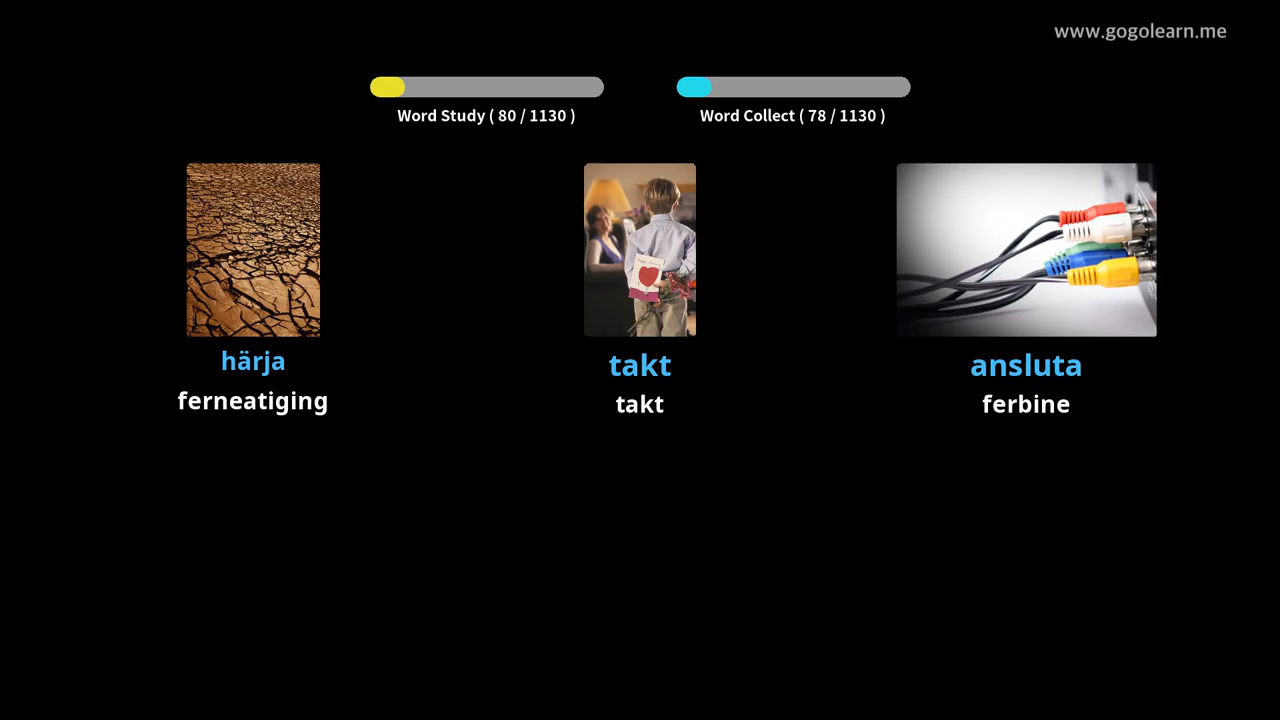 www.gogolearn.me
Word Study ( 80 / 1130 )
Word Collect ( 78 / 1130 )
härja
ferneatiging
takt
takt
ansluta
ferbine